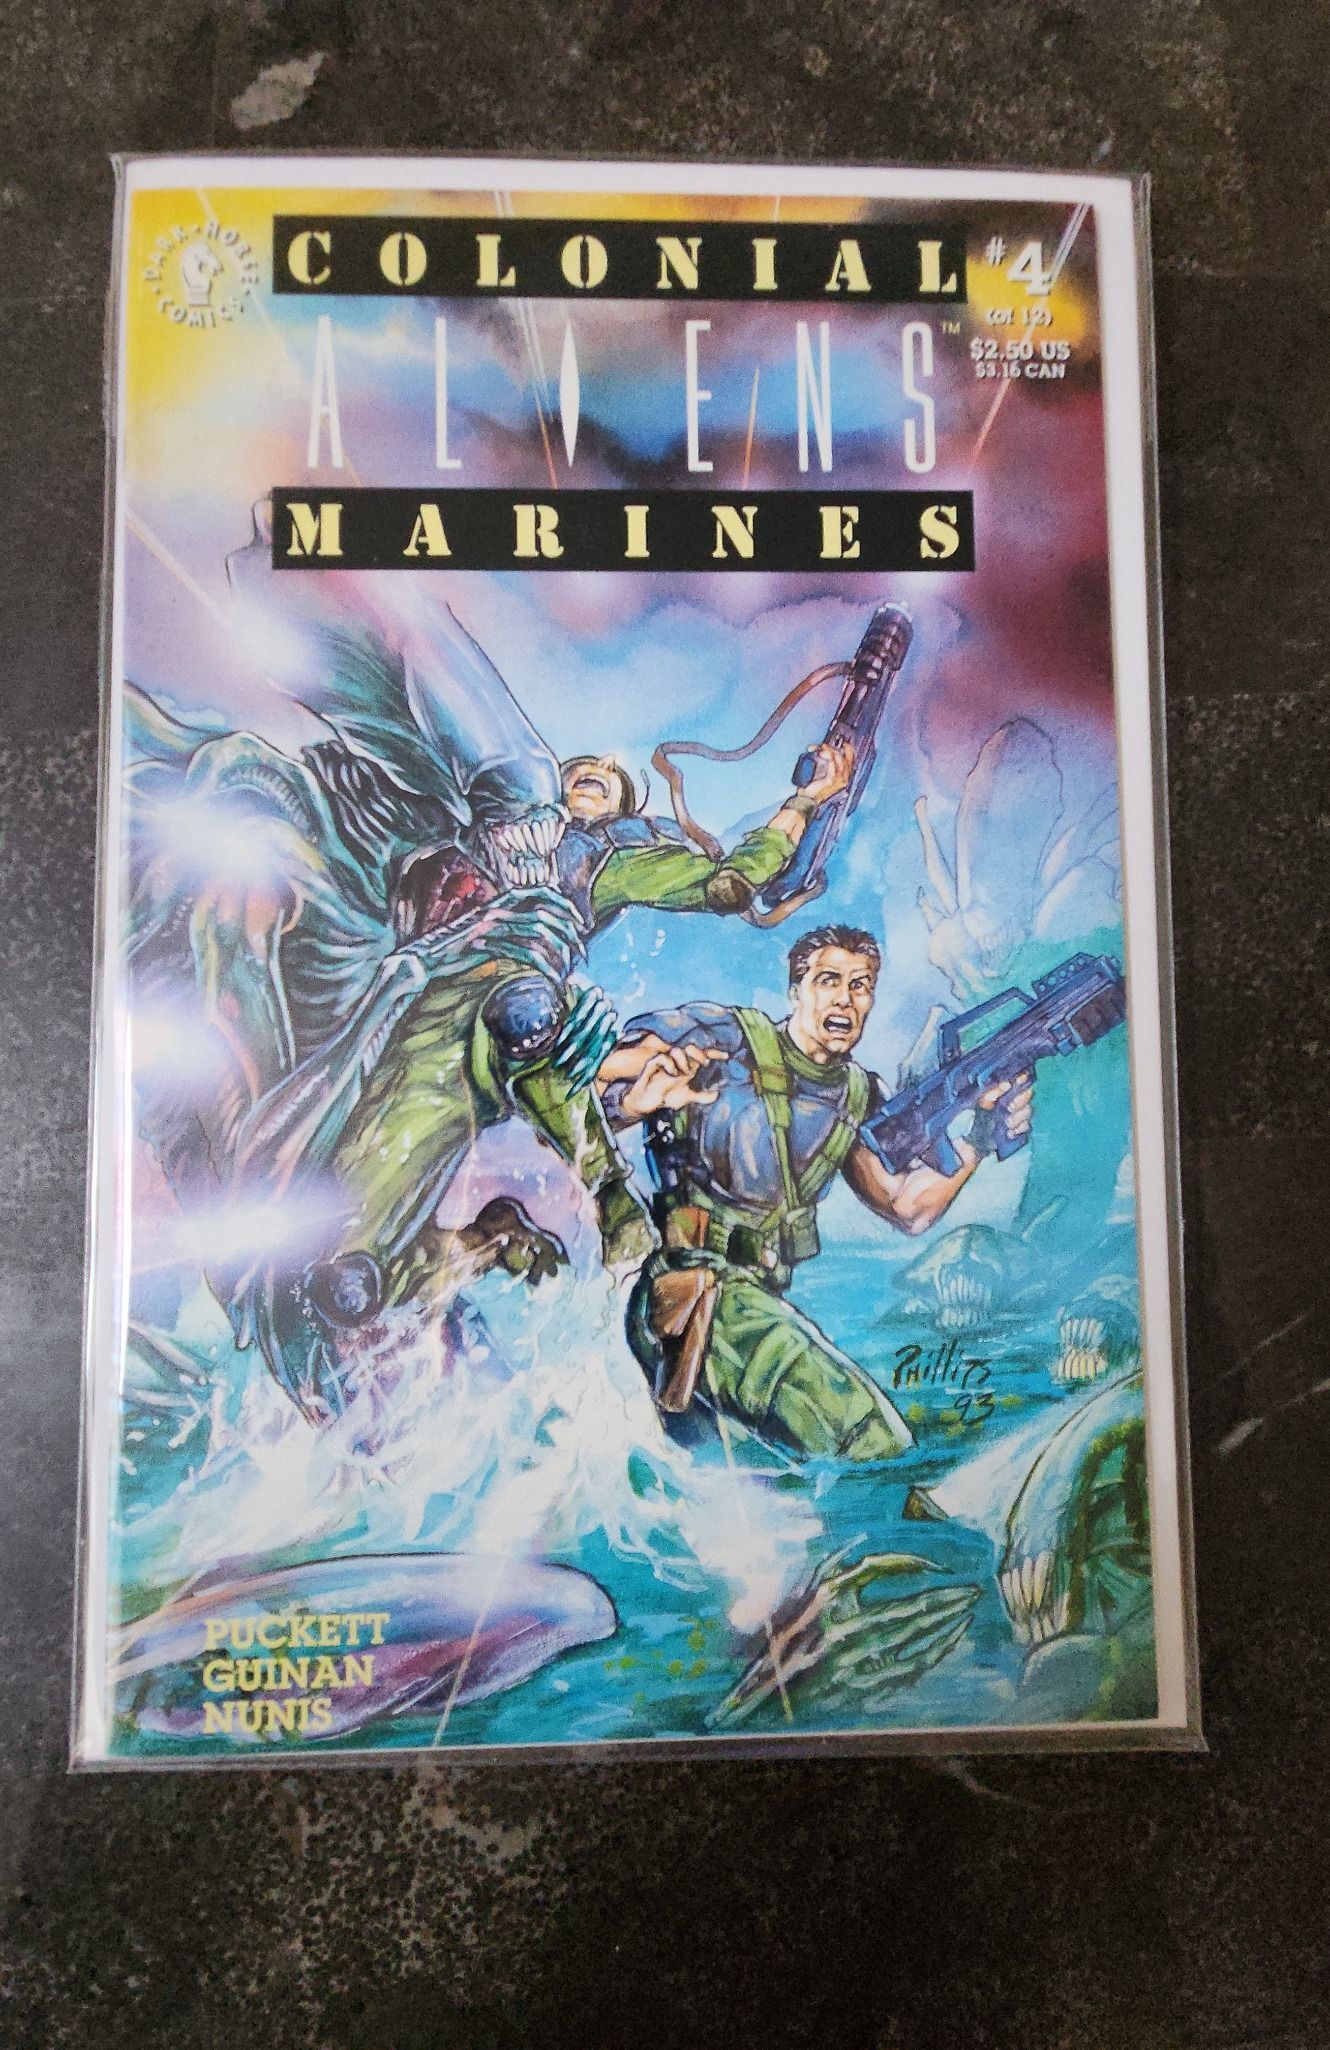 DARK • HORSE
COMICS
COLONIAL
ALIENS™
MARINES
#4
(of 12)
$2.50 US
$3.15 CAN
Phillips
93
PUCKETT
GUINAN
NUNIS